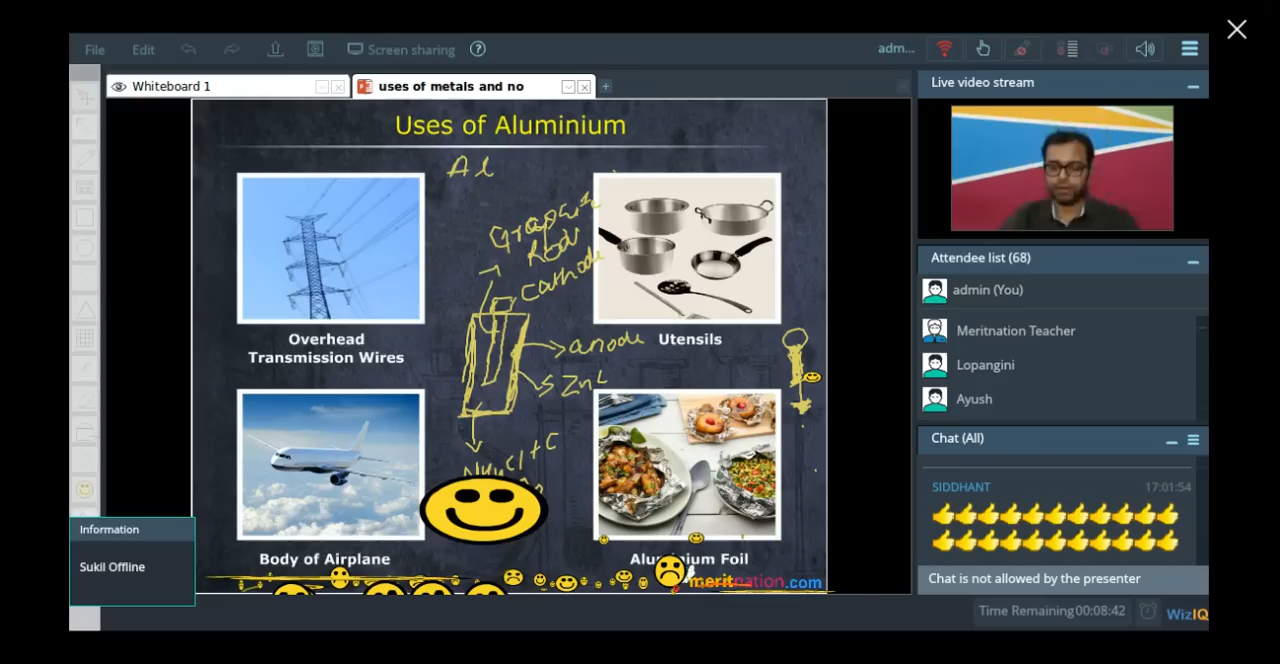 File Edit Screen sharing ? adm...
Whiteboard 1
uses of metals and no
Live video stream
Uses of Aluminium
Al
Rod
Cathode
anode
Zn
Overhead
Transmission Wires
Utensils
Body of Airplane
Aluminium Foil
meritnation.com
Attendee list (68)
admin (You)
Meritnation Teacher
Lopangini
Ayush
Chat (All)
SIDDHANT 17:01:54
Chat is not allowed by the presenter
Information
Sukil Offline
Time Remaining 00:08:42
WizIQ